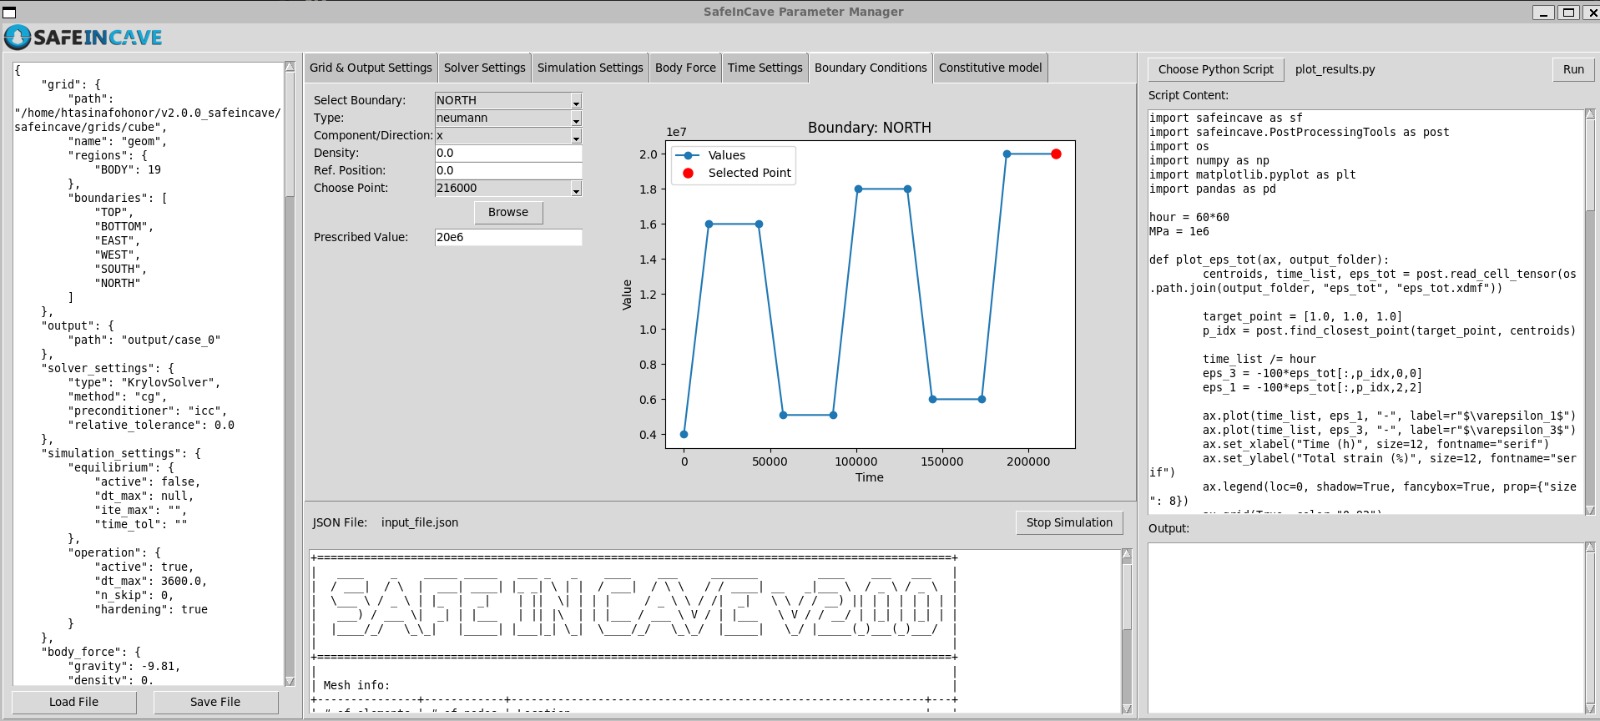 SafeInCave Parameter Manager
SAFEINCAVE
{
"grid": {
"path":
"/home/htasinafohonor/v2.0.0_safeincave/
safeincave/grids/cube",
"name": "geom",
"regions": {
"BODY": 19
},
"boundaries": [
"TOP",
"BOTTOM",
"EAST",
"WEST",
"SOUTH",
"NORTH"
]
},
"output": {
"path": "output/case_0"
},
"solver_settings": {
"type": "KrylovSolver",
"method": "cg",
"preconditioner": "icc",
"relative_tolerance": 0.0
},
"simulation_settings": {
"equilibrium": {
"active": false,
"dt_max": null,
"ite_max": "",
"time_tol": ""
},
"operation": {
"active": true,
"dt_max": 3600.0,
"n_skip": 0,
"hardening": true
}
},
"body_force": {
"gravity": -9.81,
"density": 0.
Load File
Save File
Grid & Output Settings
Solver Settings
Simulation Settings
Body Force
Time Settings
Boundary Conditions
Constitutive model
Select Boundary: NORTH
Type: neumann
Component/Direction: x
Density: 0.0
Ref. Position: 0.0
Choose Point: 216000
Browse
Prescribed Value: 20e6
Boundary: NORTH
1e7
Values
Selected Point
2.0
1.8
1.6
1.4
1.2
1.0
0.8
0.6
0.4
Value
0 50000 100000 150000 200000
Time
JSON File: input_file.json
Stop Simulation
SAFEINCAVE v2.0.0
Mesh info:
Choose Python Script
plot_results.py
Run
Script Content:
import safeincave as sf
import safeincave.PostProcessingTools as post
import os
import numpy as np
import matplotlib.pyplot as plt
import pandas as pd
hour = 60*60
MPa = 1e6
def plot_eps_tot(ax, output_folder):
centroids, time_list, eps_tot = post.read_cell_tensor(os
.path.join(output_folder, "eps_tot", "eps_tot.xdmf"))
target_point = [1.0, 1.0, 1.0]
p_idx = post.find_closest_point(target_point, centroids)
time_list /= hour
eps_3 = -100*eps_tot[:,p_idx,0,0]
eps_1 = -100*eps_tot[:,p_idx,2,2]
ax.plot(time_list, eps_1, "-", label=r"$\varepsilon_1$")
ax.plot(time_list, eps_3, "-", label=r"$\varepsilon_3$")
ax.set_xlabel("Time (h)", size=12, fontname="serif")
ax.set_ylabel("Total strain (%)", size=12, fontname="ser
if")
ax.legend(loc=0, shadow=True, fancybox=True, prop={"size
": 8})
Output: